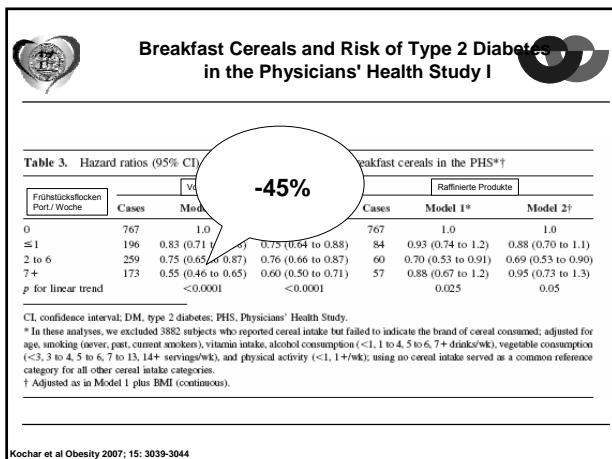 Breakfast Cereals and Risk of Type 2 Diabetes
in the Physicians' Health Study I
Table 3. Hazard ratios (95% CI) eakfast cereals in the PHS*†
-45%
Frühstücksflocken
Port./ Woche
Raffinierte Produkte
Cases Cases Model 1* Model 2†
0 767 1.0 767 1.0 1.0
≤1 196 0.83 (0.71 0.75 (0.64 to 0.88) 84 0.93 (0.74 to 1.2) 0.88 (0.70 to 1.1)
2 to 6 259 0.75 (0.65 0.87) 0.76 (0.66 to 0.87) 60 0.70 (0.53 to 0.91) 0.69 (0.53 to 0.90)
7+ 173 0.55 (0.46 to 0.65) 0.60 (0.50 to 0.71) 57 0.88 (0.67 to 1.2) 0.95 (0.73 to 1.3)
p for linear trend <0.0001 <0.0001 0.025 0.05
CI, confidence interval; DM, type 2 diabetes; PHS, Physicians' Health Study.
* In these analyses, we excluded 3882 subjects who reported cereal intake but failed to indicate the brand of cereal consumed; adjusted for
age, smoking (never, past, current smokers), vitamin intake, alcohol consumption (<1, 1 to 4, 5 to 6, 7+ drinks/wk), vegetable consumption
(<3, 3 to 4, 5 to 6, 7 to 13, 14+ servings/wk), and physical activity (<1, 1+/wk); using no cereal intake served as a common reference
category for all other cereal intake categories.
† Adjusted as in Model 1 plus BMI (continuous).
Kochar et al Obesity 2007; 15: 3039-3044